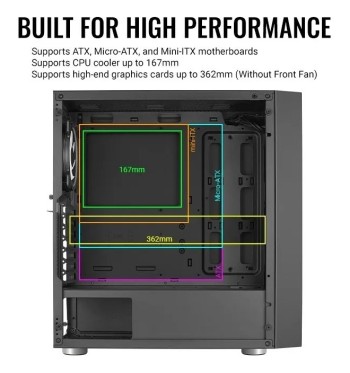 BUILT FOR HIGH PERFORMANCE
Supports ATX, Micro-ATX, and Mini-ITX motherboards
Supports CPU cooler up to 167mm
Supports high-end graphics cards up to 362mm (Without Front Fan)
mini-ITX
167mm
Micro-ATX
362mm
ATX